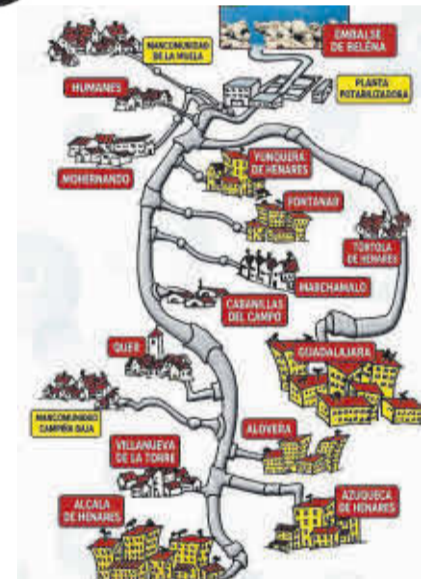 MANCOMUNIDAD
DE LA MUELA
EMBALSE
DE BELEÑA
HUMANES
PLANTA
POTABILIZADORA
MOHERNANDO
YUNQUERA
DE HENARES
FONTANAR
TÓRTOLA
DE HENARES
MARCHAMALO
CABANILLAS
DEL CAMPO
QUER
GUADALAJARA
MANCOMUNIDAD
CAMPIÑA BAJA
ALOVERA
VILLANUEVA
DE LA TORRE
ALCALA
DE HENARES
AZUQUECA
DE HENARES